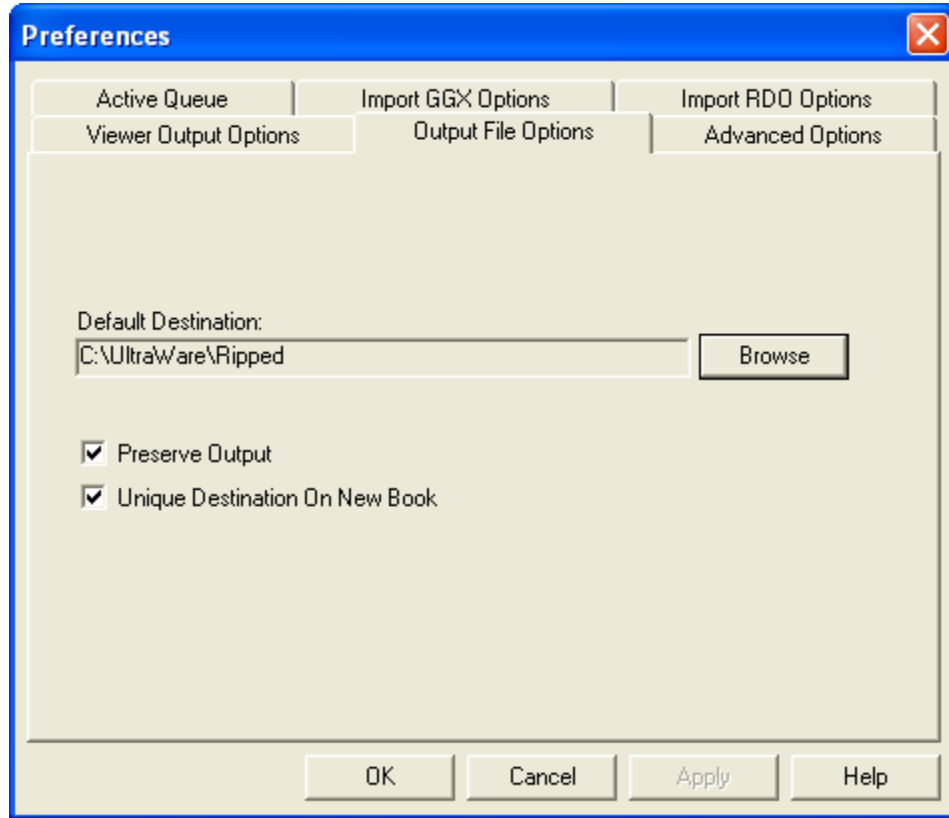 Preferences
Active Queue Import GGX Options Import RDO Options
Viewer Output Options Output File Options Advanced Options
Default Destination:
C:\UltraWare\Ripped Browse
Preserve Output
Unique Destination On New Book
OK Cancel Apply Help